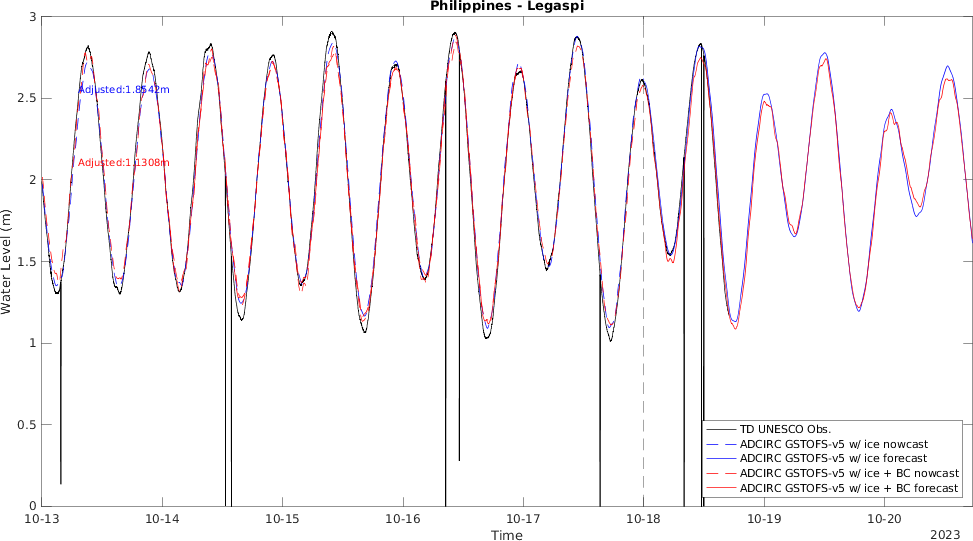 Philippines - Legaspi
3
2.5
2
1.5
1
0.5
0
Water Level (m)
Adjusted:1.8542m
Adjusted:1.1308m
TD UNESCO Obs.
ADCIRC GSTOFS-v5 w/ ice nowcast
ADCIRC GSTOFS-v5 w/ ice forecast
ADCIRC GSTOFS-v5 w/ ice + BC nowcast
ADCIRC GSTOFS-v5 w/ ice + BC forecast
10-13 10-14 10-15 10-16 10-17 10-18 10-19 10-20
Time
2023